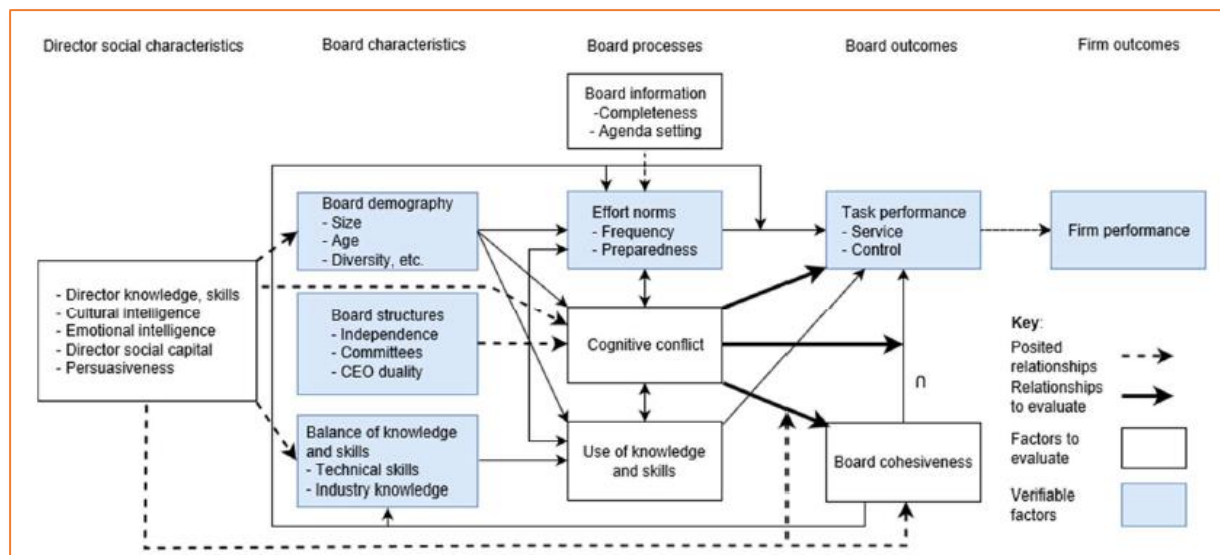 Director social characteristics
Board characteristics
Board processes
Board outcomes
Firm outcomes
Board information
-Completeness
- Agenda setting
Board demography
- Size
- Age
- Diversity, etc.
Effort norms
- Frequency
- Preparedness
Task performance
- Service
- Control
Firm performance
- Director knowledge, skills
- Cultural intelligence
- Emotional intelligence
- Director social capital
- Persuasiveness
Board structures
- Independence
- Committees
- CEO duality
Cognitive conflict
∩
Balance of knowledge
and skills
- Technical skills
- Industry knowledge
Use of knowledge
and skills
Board cohesiveness
Key:
Posited
relationships
Relationships
to evaluate
Factors to
evaluate
Verifiable
factors